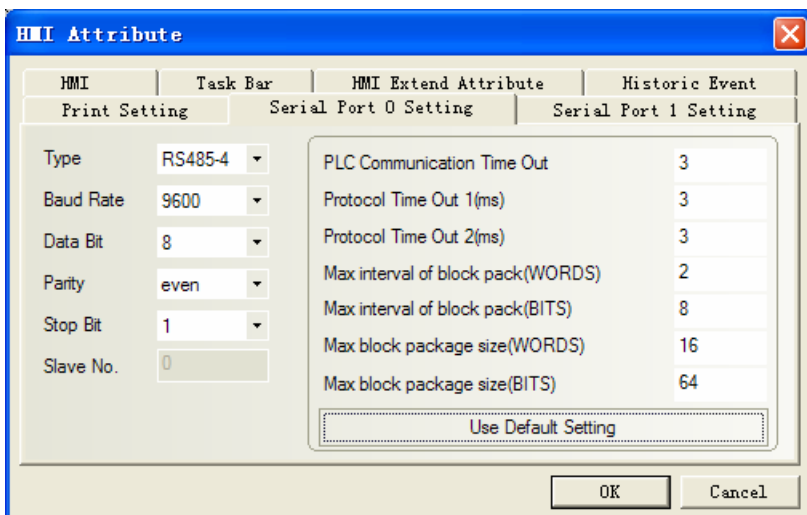 HMI Attribute
HMI Task Bar HMI Extend Attribute Historic Event
Print Setting Serial Port 0 Setting Serial Port 1 Setting
Type RS485-4
Baud Rate 9600
Data Bit 8
Parity even
Stop Bit 1
Slave No. 0
PLC Communication Time Out 3
Protocol Time Out 1(ms) 3
Protocol Time Out 2(ms) 3
Max interval of block pack(WORDS) 2
Max interval of block pack(BITS) 8
Max block package size(WORDS) 16
Max block package size(BITS) 64
Use Default Setting
OK Cancel